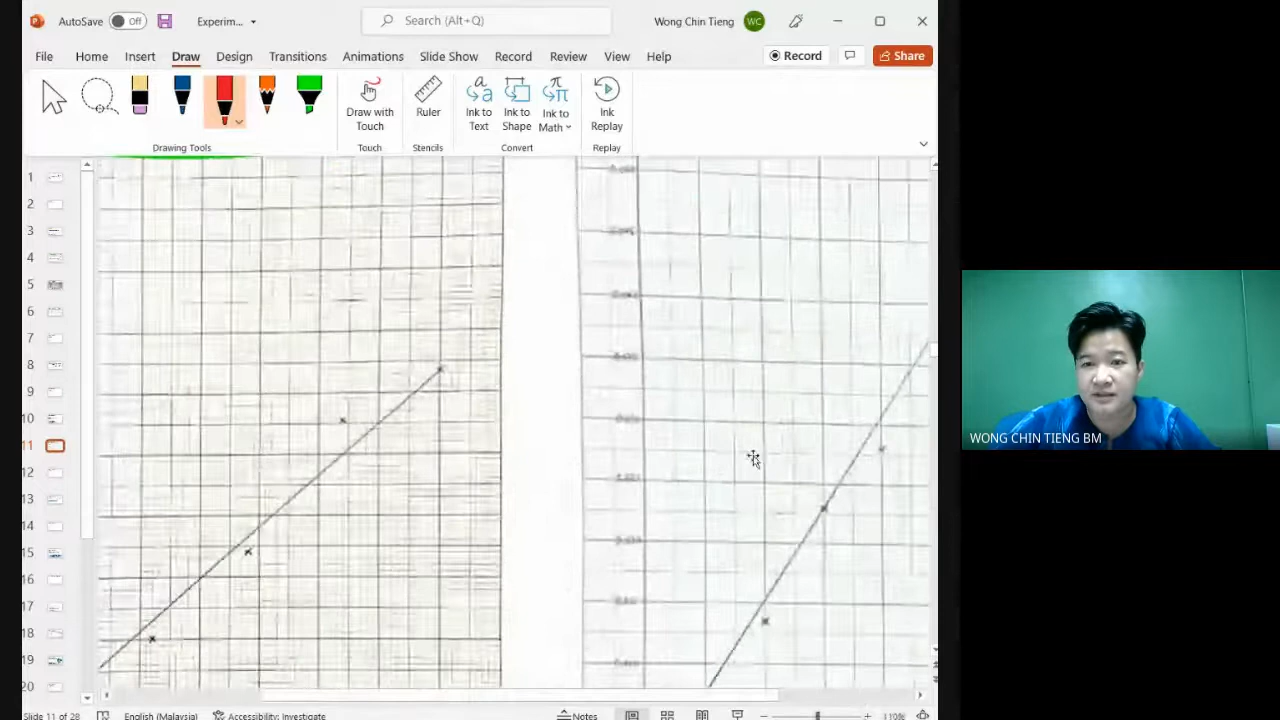 AutoSave Off Experim... Search (Alt+Q) Wong Chin Tieng WC
File Home Insert Draw Design Transitions Animations Slide Show Record Review View Help Record Share
Draw with Touch
Ruler
Ink to Text
Ink to Shape
Ink to Math
Ink Replay
Drawing Tools Touch Stencils Convert Replay
1
2
3
4
5
6
7
8
9
10
11
12
13
14
15
16
17
18
19
20
WONG CHIN TIENG BM
Slide 11 of 28 English (Malaysia) Accessibility: Investigate Notes 110%